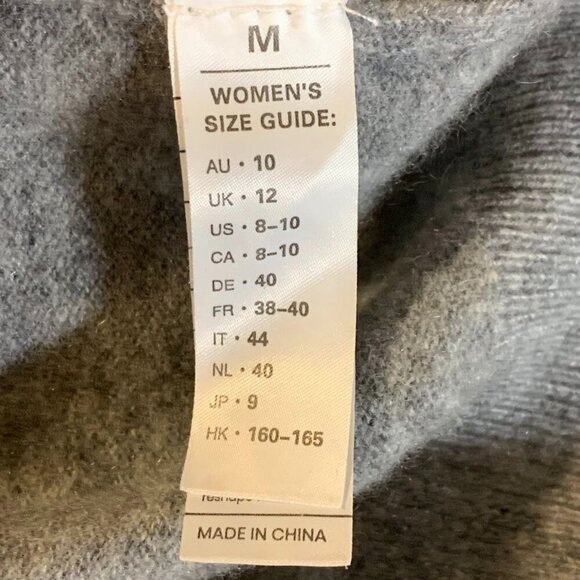 M
WOMEN'S
SIZE GUIDE:
AU • 10
UK • 12
US • 8–10
CA • 8–10
DE • 40
FR • 38–40
IT • 44
NL • 40
JP • 9
HK • 160–165
MADE IN CHINA